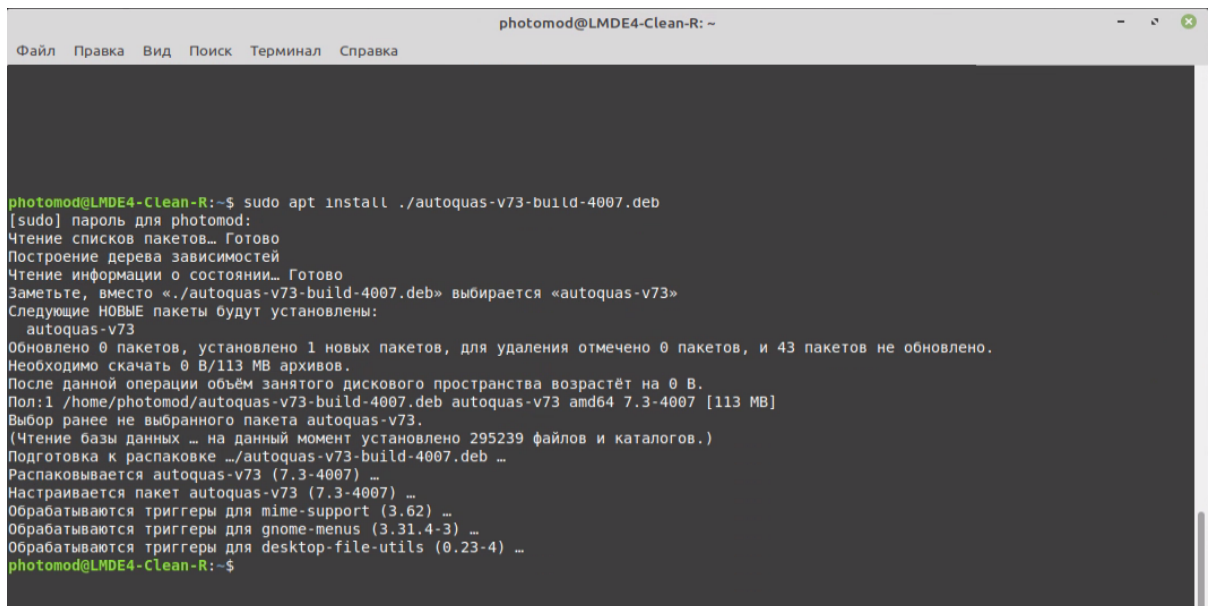 photomod@LMDE4-Clean-R: ~
Файл Правка Вид Поиск Терминал Справка
photomod@LMDE4-Clean-R:~$ sudo apt install ./autoquas-v73-build-4007.deb
[sudo] пароль для photomod:
Чтение списков пакетов… Готово
Построение дерева зависимостей
Чтение информации о состоянии… Готово
Заметьте, вместо «./autoquas-v73-build-4007.deb» выбирается «autoquas-v73»
Следующие НОВЫЕ пакеты будут установлены:
autoquas-v73
Обновлено 0 пакетов, установлено 1 новых пакетов, для удаления отмечено 0 пакетов, и 43 пакетов не обновлено.
Необходимо скачать 0 B/113 MB архивов.
После данной операции объём занятого дискового пространства возрастёт на 0 B.
Пол:1 /home/photomod/autoquas-v73-build-4007.deb autoquas-v73 amd64 7.3-4007 [113 MB]
Выбор ранее не выбранного пакета autoquas-v73.
(Чтение базы данных … на данный момент установлено 295239 файлов и каталогов.)
Подготовка к распаковке …/autoquas-v73-build-4007.deb …
Распаковывается autoquas-v73 (7.3-4007) …
Настраивается пакет autoquas-v73 (7.3-4007) …
Обрабатываются триггеры для mime-support (3.62) …
Обрабатываются триггеры для gnome-menus (3.31.4-3) …
Обрабатываются триггеры для desktop-file-utils (0.23-4) …
photomod@LMDE4-Clean-R:~$